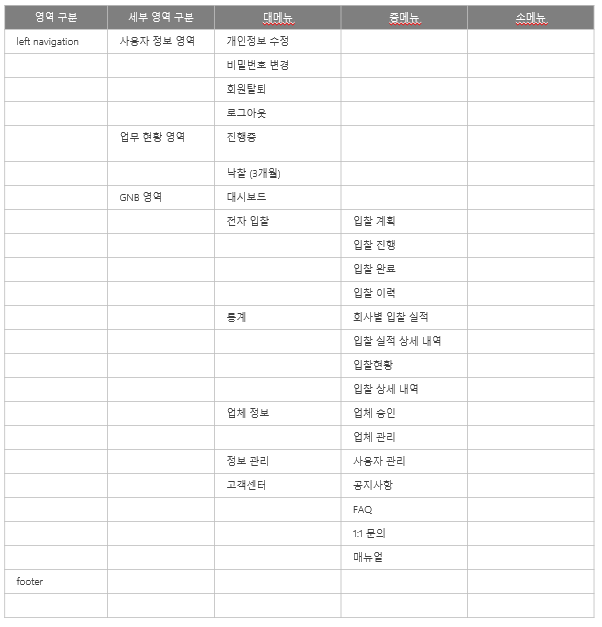 영역 구분 세부 영역 구분 대메뉴 중메뉴 소메뉴
left navigation 사용자 정보 영역 개인정보 수정
비밀번호 변경
회원탈퇴
로그아웃
업무 현황 영역 진행중
낙찰 (3개월)
GNB 영역 대시보드
전자 입찰 입찰 계획
입찰 진행
입찰 완료
입찰 이력
통계 회사별 입찰 실적
입찰 실적 상세 내역
입찰현황
입찰 상세 내역
업체 정보 업체 승인
업체 관리
정보 관리 사용자 관리
고객센터 공지사항
FAQ
1:1 문의
매뉴얼
footer